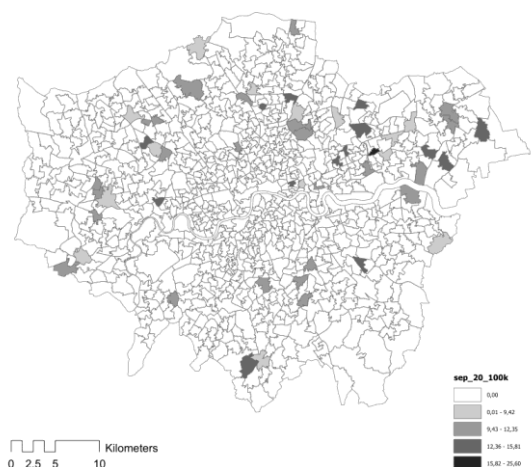 sep_20_100k
0,00
0,01 - 9,42
9,43 - 12,35
12,36 - 15,81
15,82 - 25,60
Kilometers
0 2.5 5 10